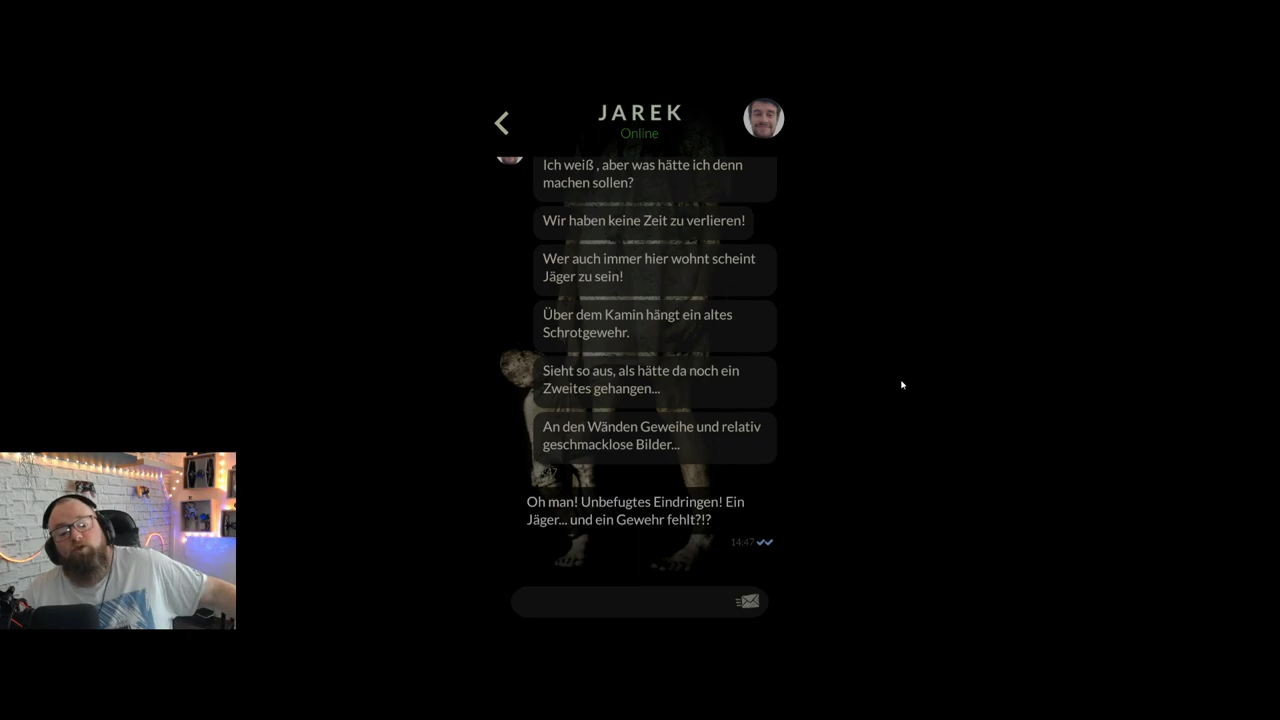 JAREK
Online
Ich weiß , aber was hätte ich denn
machen sollen?
Wir haben keine Zeit zu verlieren!
Wer auch immer hier wohnt scheint
Jäger zu sein!
Über dem Kamin hängt ein altes
Schrotgewehr.
Sieht so aus, als hätte da noch ein
Zweites gehangen...
An den Wänden Geweihe und relativ
geschmacklose Bilder...
Oh man! Unbefugtes Eindringen! Ein
Jäger... und ein Gewehr fehlt?!?
14:47